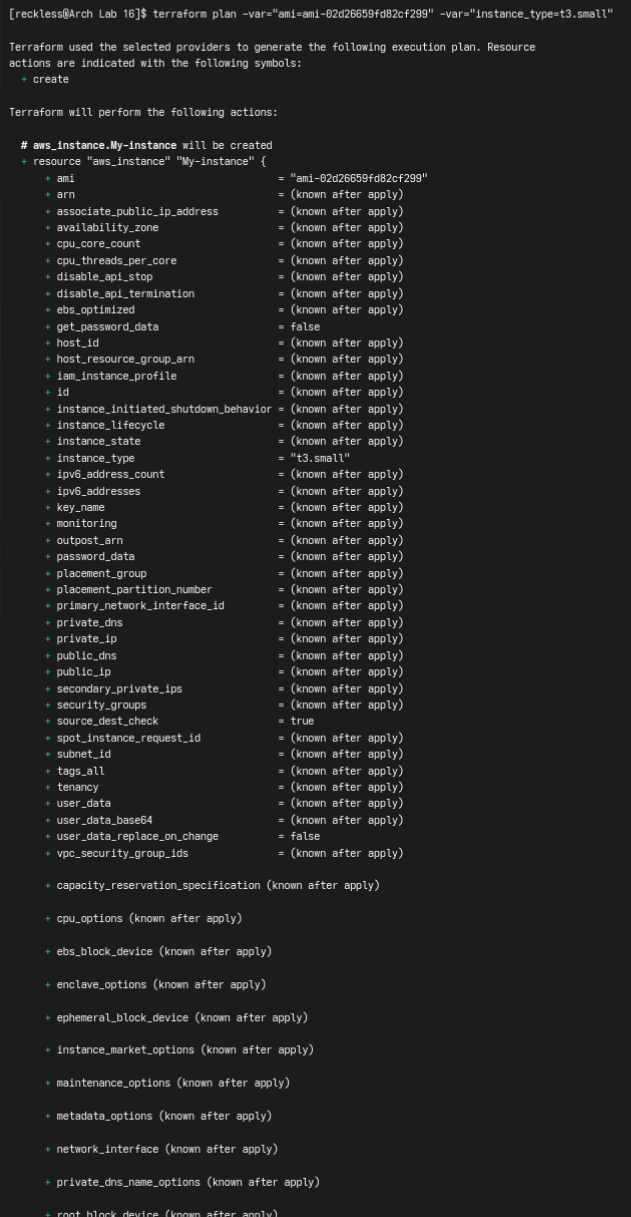 [reckless@Arch Lab 16]$ terraform plan -var="ami=ami-02d26659fd82cf299" -var="instance_type=t3.small"
Terraform used the selected providers to generate the following execution plan. Resource
actions are indicated with the following symbols:
+ create
Terraform will perform the following actions:
# aws_instance.My-instance will be created
+ resource "aws_instance" "My-instance" {
+ ami = "ami-02d26659fd82cf299"
+ arn = (known after apply)
+ associate_public_ip_address = (known after apply)
+ availability_zone = (known after apply)
+ cpu_core_count = (known after apply)
+ cpu_threads_per_core = (known after apply)
+ disable_api_stop = (known after apply)
+ disable_api_termination = (known after apply)
+ ebs_optimized = (known after apply)
+ get_password_data = false
+ host_id = (known after apply)
+ host_resource_group_arn = (known after apply)
+ iam_instance_profile = (known after apply)
+ id = (known after apply)
+ instance_initiated_shutdown_behavior = (known after apply)
+ instance_lifecycle = (known after apply)
+ instance_state = (known after apply)
+ instance_type = "t3.small"
+ ipv6_address_count = (known after apply)
+ ipv6_addresses = (known after apply)
+ key_name = (known after apply)
+ monitoring = (known after apply)
+ outpost_arn = (known after apply)
+ password_data = (known after apply)
+ placement_group = (known after apply)
+ placement_partition_number = (known after apply)
+ primary_network_interface_id = (known after apply)
+ private_dns = (known after apply)
+ private_ip = (known after apply)
+ public_dns = (known after apply)
+ public_ip = (known after apply)
+ secondary_private_ips = (known after apply)
+ security_groups = (known after apply)
+ source_dest_check = true
+ spot_instance_request_id = (known after apply)
+ subnet_id = (known after apply)
+ tags_all = (known after apply)
+ tenancy = (known after apply)
+ user_data = (known after apply)
+ user_data_base64 = (known after apply)
+ user_data_replace_on_change = false
+ vpc_security_group_ids = (known after apply)
+ capacity_reservation_specification (known after apply)
+ cpu_options (known after apply)
+ ebs_block_device (known after apply)
+ enclave_options (known after apply)
+ ephemeral_block_device (known after apply)
+ instance_market_options (known after apply)
+ maintenance_options (known after apply)
+ metadata_options (known after apply)
+ network_interface (known after apply)
+ private_dns_name_options (known after apply)
+ root_block_device (known after apply)